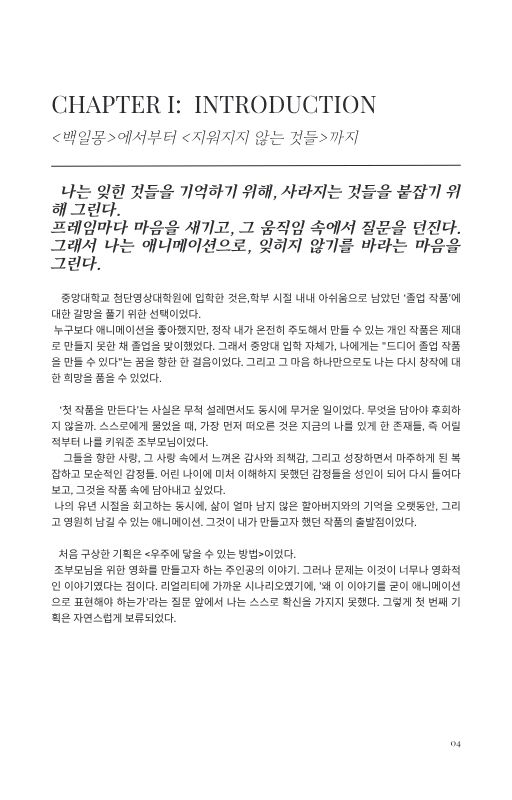 CHAPTER I:  INTRODUCTION
<백일몽>에서부터 <지워지지 않는 것들>까지
나는 잊힌 것들을 기억하기 위해, 사라지는 것들을 붙잡기 위
해 그린다.
프레임마다 마음을 새기고, 그 움직임 속에서 질문을 던진다.
그래서 나는 애니메이션으로, 잊히지 않기를 바라는 마음을
그린다.
중앙대학교 첨단영상대학원에 입학한 것은,학부 시절 내내 아쉬움으로 남았던 '졸업 작품'에
대한 갈망을 풀기 위한 선택이었다.
누구보다 애니메이션을 좋아했지만, 정작 내가 온전히 주도해서 만들 수 있는 개인 작품은 제대
로 만들지 못한 채 졸업을 맞이했었다. 그래서 중앙대 입학 자체가, 나에게는 "드디어 졸업 작품
을 만들 수 있다"는 꿈을 향한 한 걸음이었다. 그리고 그 마음 하나만으로도 나는 다시 창작에 대
한 희망을 품을 수 있었다.
'첫 작품을 만든다'는 사실은 무척 설레면서도 동시에 무거운 일이었다. 무엇을 담아야 후회하
지 않을까. 스스로에게 물었을 때, 가장 먼저 떠오른 것은 지금의 나를 있게 한 존재들, 즉 어릴
적부터 나를 키워준 조부모님이었다.
그들을 향한 사랑, 그 사랑 속에서 느껴온 감사와 죄책감, 그리고 성장하면서 마주하게 된 복
잡하고 모순적인 감정들. 어린 나이에 미처 이해하지 못했던 감정들을 성인이 되어 다시 들여다
보고, 그것을 작품 속에 담아내고 싶었다.
나의 유년 시절을 회고하는 동시에, 삶이 얼마 남지 않은 할아버지와의 기억을 오랫동안, 그리
고 영원히 남길 수 있는 애니메이션. 그것이 내가 만들고자 했던 작품의 출발점이었다.
처음 구상한 기획은 <우주에 닿을 수 있는 방법>이었다.
조부모님을 위한 영화를 만들고자 하는 주인공의 이야기. 그러나 문제는 이것이 너무나 영화적
인 이야기였다는 점이다. 리얼리티에 가까운 시나리오였기에, '왜 이 이야기를 굳이 애니메이션
으로 표현해야 하는가'라는 질문 앞에서 나는 스스로 확신을 가지지 못했다. 그렇게 첫 번째 기
획은 자연스럽게 보류되었다.
04